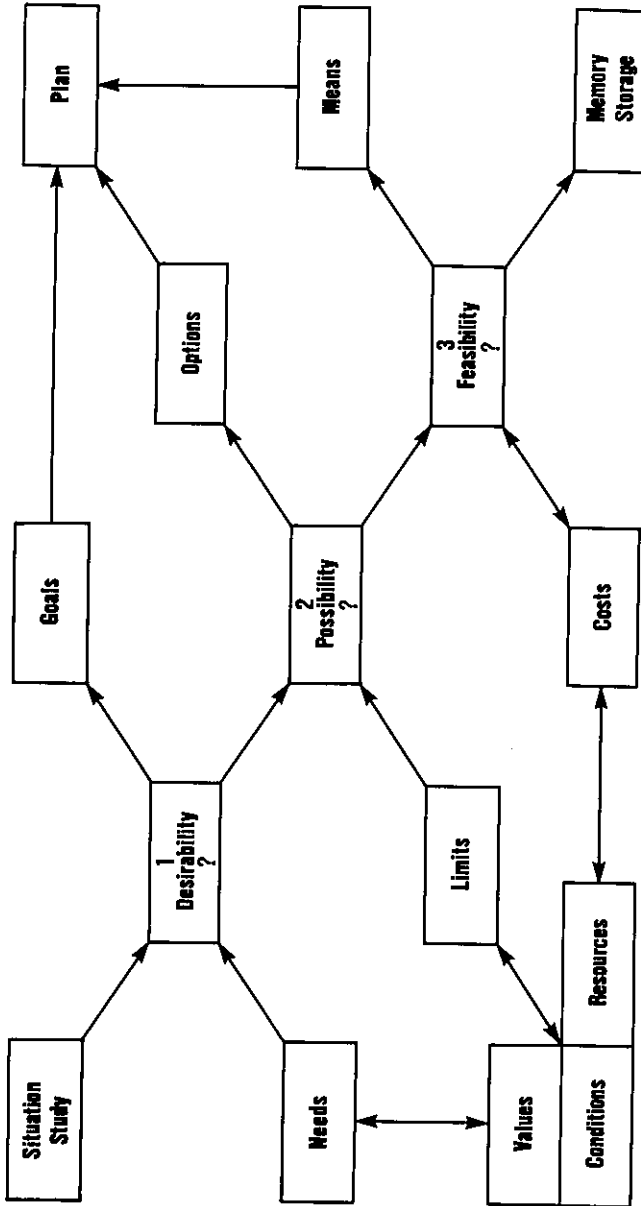 Situation
Study
Goals
Plan
1
Desirability
?
Options
Needs
2
Possibility
?
Means
Values
Limits
3
Feasibility
?
Conditions
Resources
Costs
Memory
Storage